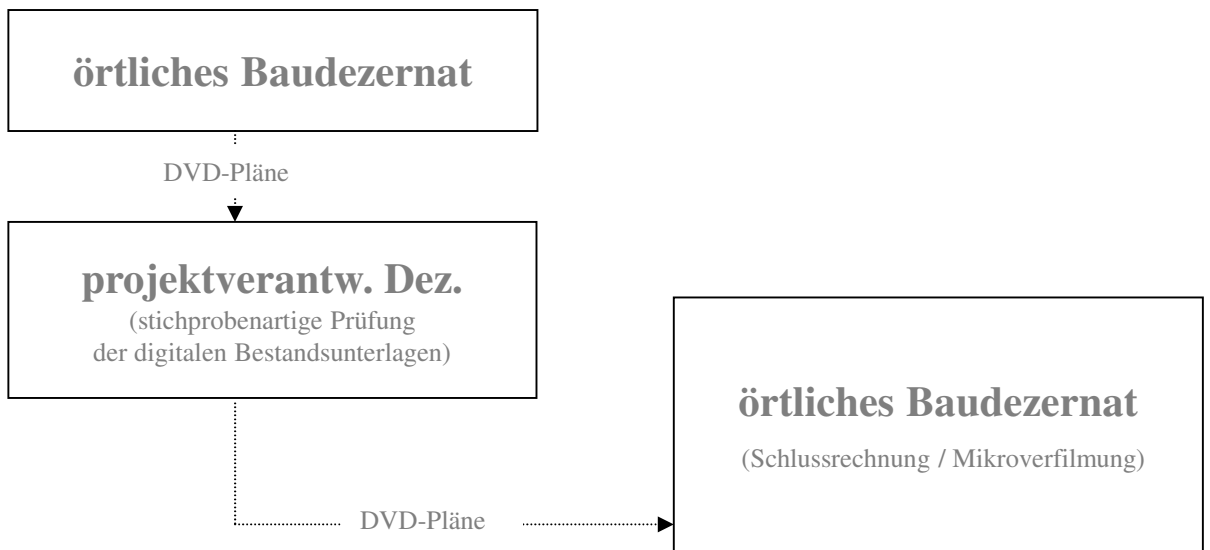 örtliches Baudezernat
DVD-Pläne
projektverantw. Dez.
(stichprobenartige Prüfung
der digitalen Bestandsunterlagen)
örtliches Baudezernat
(Schlussrechnung / Mikroverfilmung)
DVD-Pläne